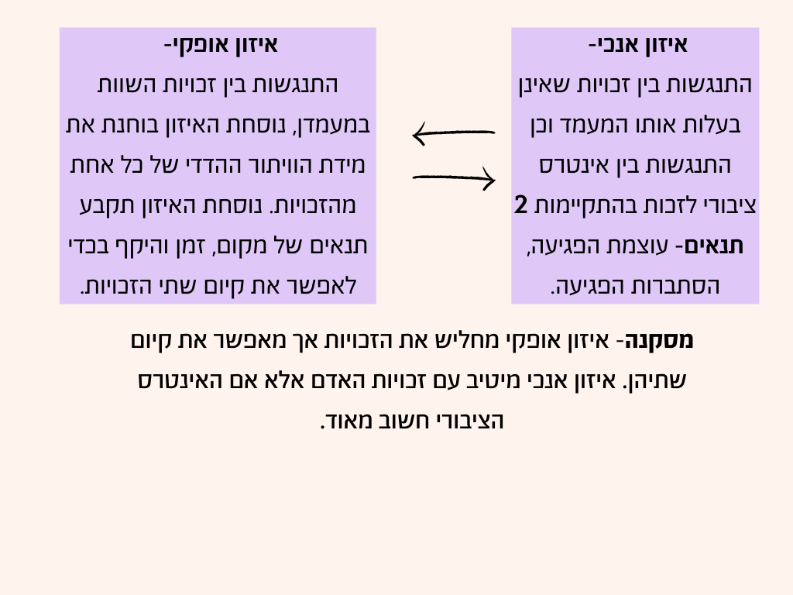 איזון אנכי-
התנגשות בין זכויות שאינן
בעלות אותו המעמד וכן
התנגשות בין אינטרס
ציבורי לזכות בהתקיימות 2
תנאים- עוצמת הפגיעה,
הסתברות הפגיעה.
איזון אופקי-
התנגשות בין זכויות השוות
במעמדן, נוסחת האיזון בוחנת את
מידת הוויתור ההדדי של כל אחת
מהזכויות. נוסחת האיזון תקבע
תנאים של מקום, זמן והיקף בכדי
לאפשר את קיום שתי הזכויות.
מסקנה- איזון אופקי מחליש את הזכויות אך מאפשר את קיום
שתיהן. איזון אנכי מיטיב עם זכויות האדם אלא אם האינטרס
הציבורי חשוב מאוד.